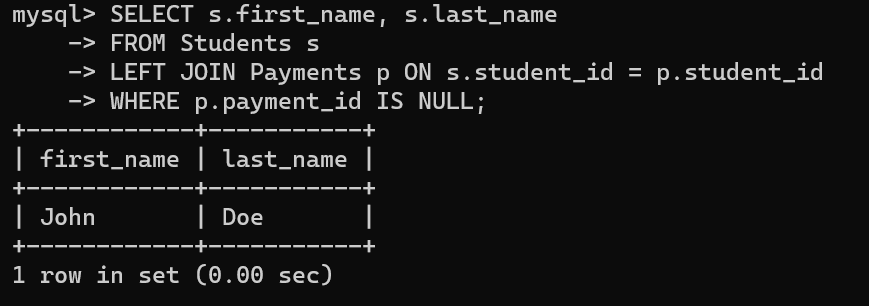 mysql> SELECT s.first_name, s.last_name
    -> FROM Students s
    -> LEFT JOIN Payments p ON s.student_id = p.student_id
    -> WHERE p.payment_id IS NULL;
+------------+-----------+
| first_name | last_name |
+------------+-----------+
| John       | Doe       |
+------------+-----------+
1 row in set (0.00 sec)